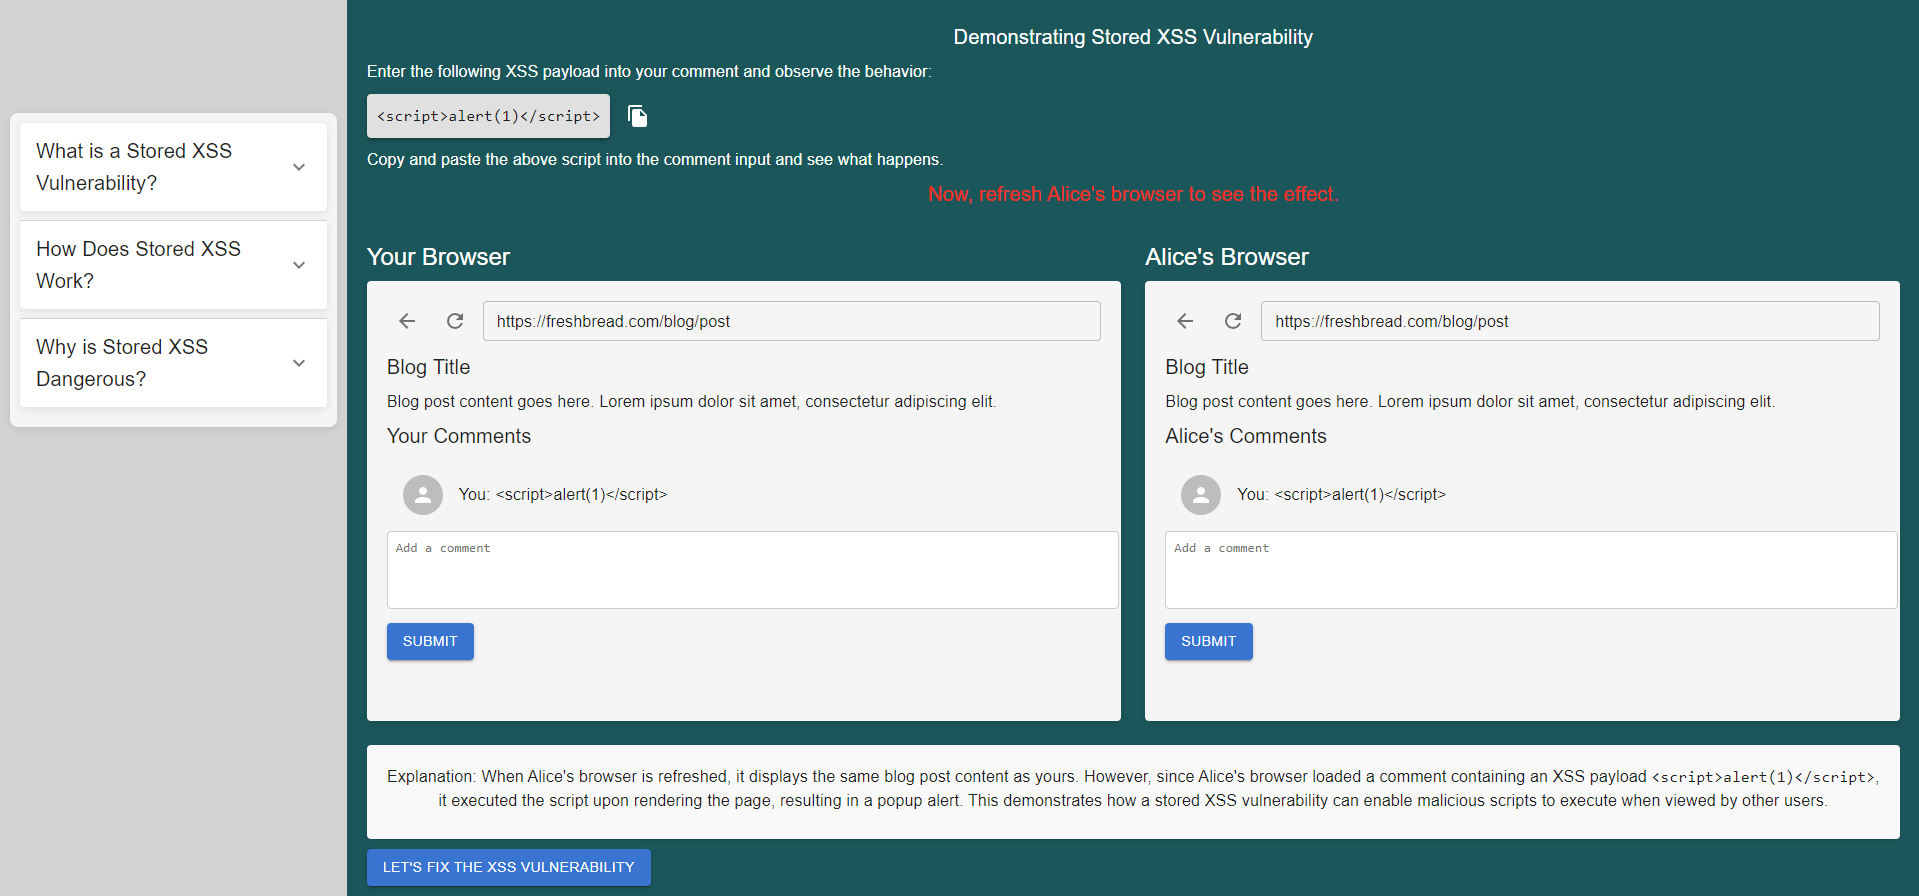 What is a Stored XSS
Vulnerability?
How Does Stored XSS
Work?
Why is Stored XSS
Dangerous?
Demonstrating Stored XSS Vulnerability
Enter the following XSS payload into your comment and observe the behavior:
<script>alert(1)</script>
Copy and paste the above script into the comment input and see what happens.
Now, refresh Alice's browser to see the effect.
Your Browser
https://freshbread.com/blog/post
Blog Title
Blog post content goes here. Lorem ipsum dolor sit amet, consectetur adipiscing elit.
Your Comments
You: <script>alert(1)</script>
Add a comment
SUBMIT
Alice's Browser
https://freshbread.com/blog/post
Blog Title
Blog post content goes here. Lorem ipsum dolor sit amet, consectetur adipiscing elit.
Alice's Comments
You: <script>alert(1)</script>
Add a comment
SUBMIT
Explanation: When Alice's browser is refreshed, it displays the same blog post content as yours. However, since Alice's browser loaded a comment containing an XSS payload <script>alert(1)</script>,
it executed the script upon rendering the page, resulting in a popup alert. This demonstrates how a stored XSS vulnerability can enable malicious scripts to execute when viewed by other users.
LET'S FIX THE XSS VULNERABILITY